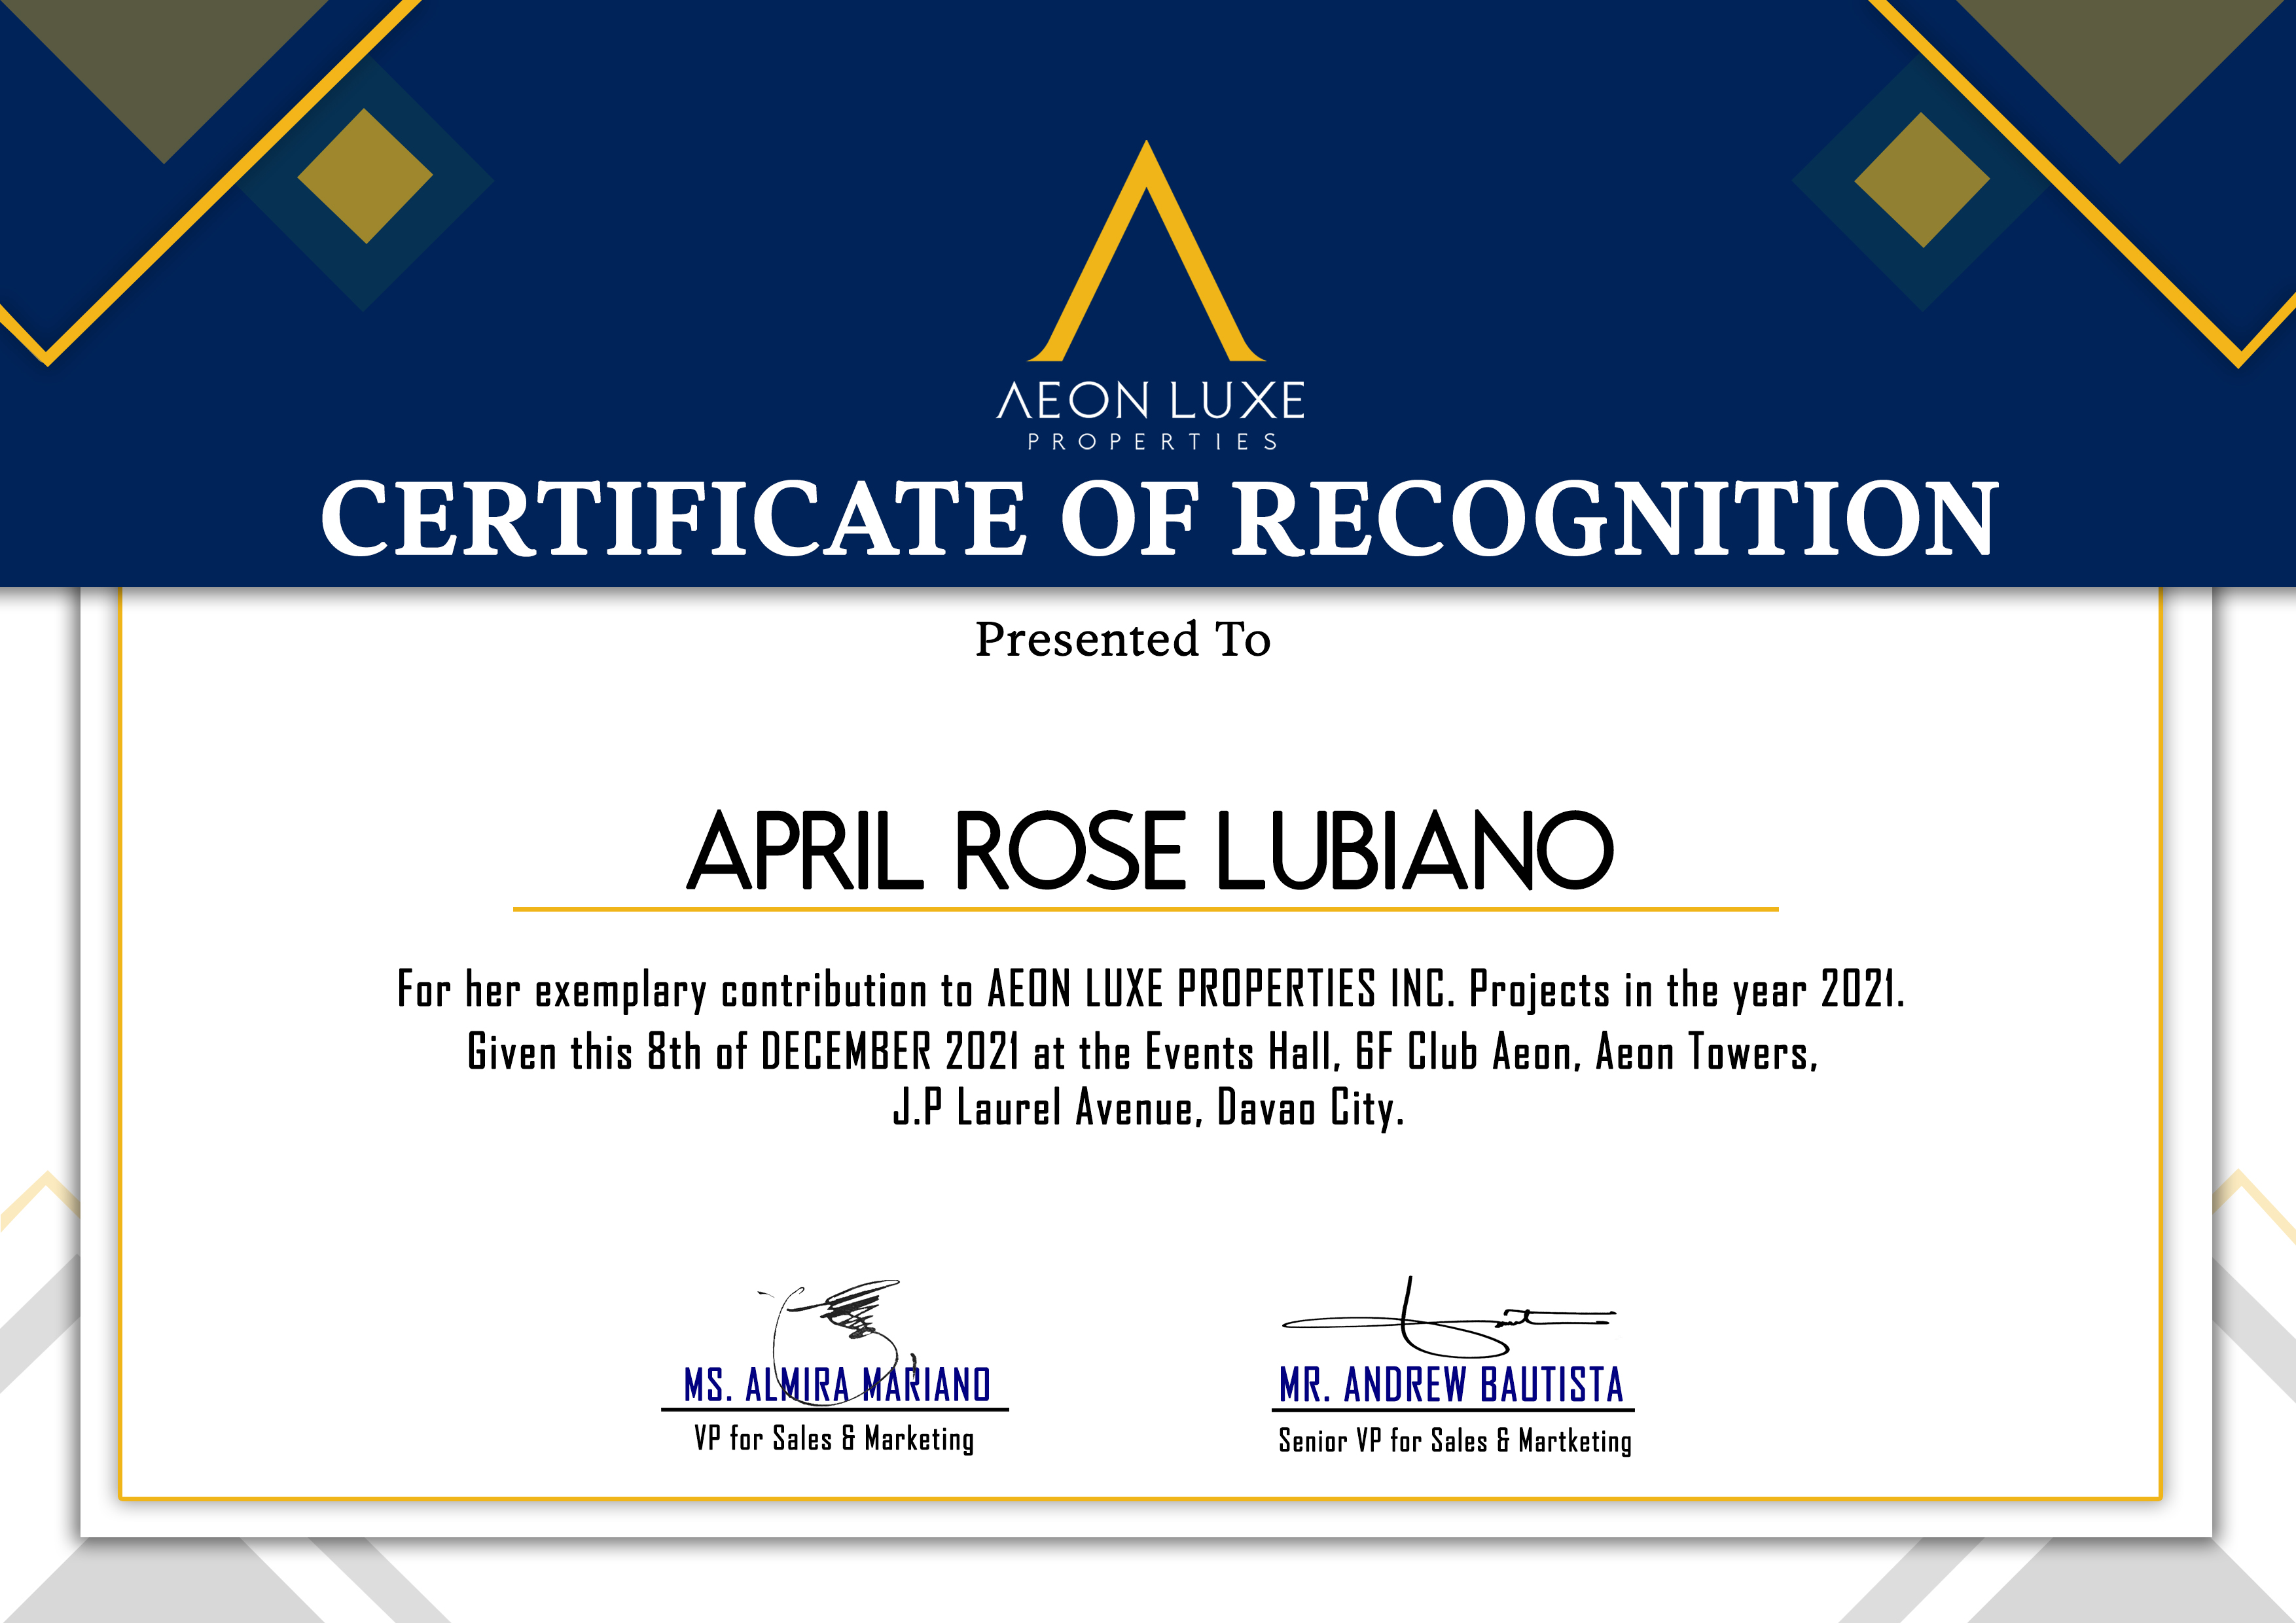 AEON LUXE
PROPERTIES
CERTIFICATE OF RECOGNITION
Presented To
APRIL ROSE LUBIANO
For her exemplary contribution to AEON LUXE PROPERTIES INC. Projects in the year 2021.
Given this 8th of DECEMBER 2021 at the Events Hall, 6F Club Aeon, Aeon Towers,
J.P Laurel Avenue, Davao City.
MS. ALMIRA MARIANO
VP for Sales & Marketing
MR. ANDREW BAUTISTA
Senior VP for Sales & Martketing